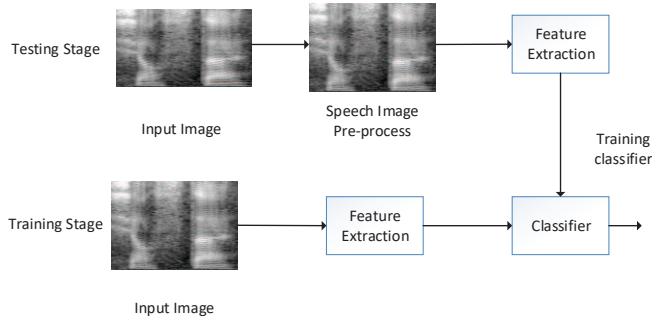 Testing Stage
Input Image
Speech Image
Pre-process
Feature
Extraction
Training
classifier
Training Stage
Input Image
Feature
Extraction
Classifier